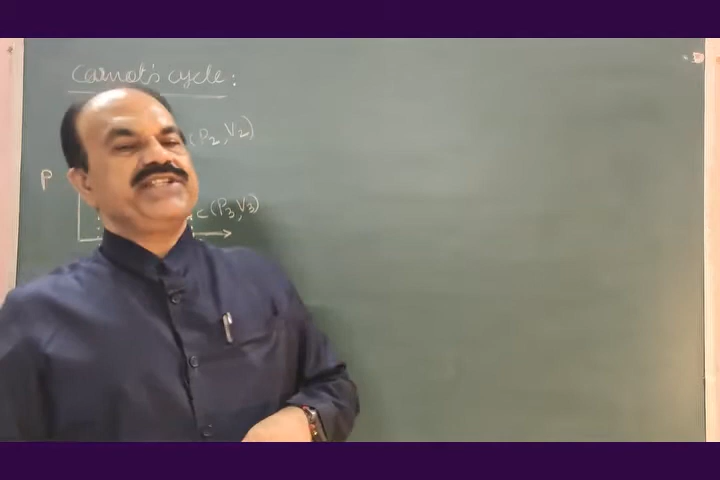 Carnot's cycle :
(P2, V2)
P
c (P3, V3)